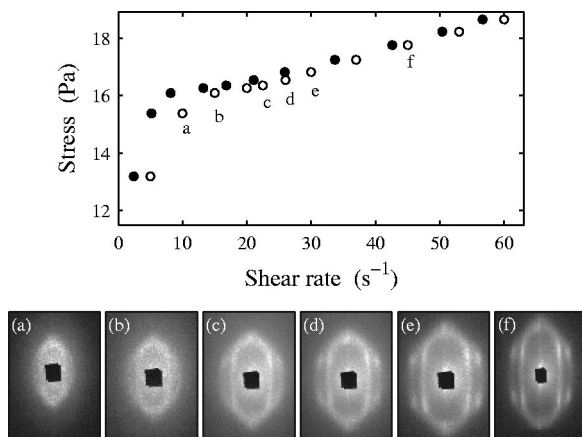 18
16
14
12
Stress (Pa)
a
b
c
d
e
f
0 10 20 30 40 50 60
Shear rate (s⁻¹)
(a) (b) (c) (d) (e) (f)